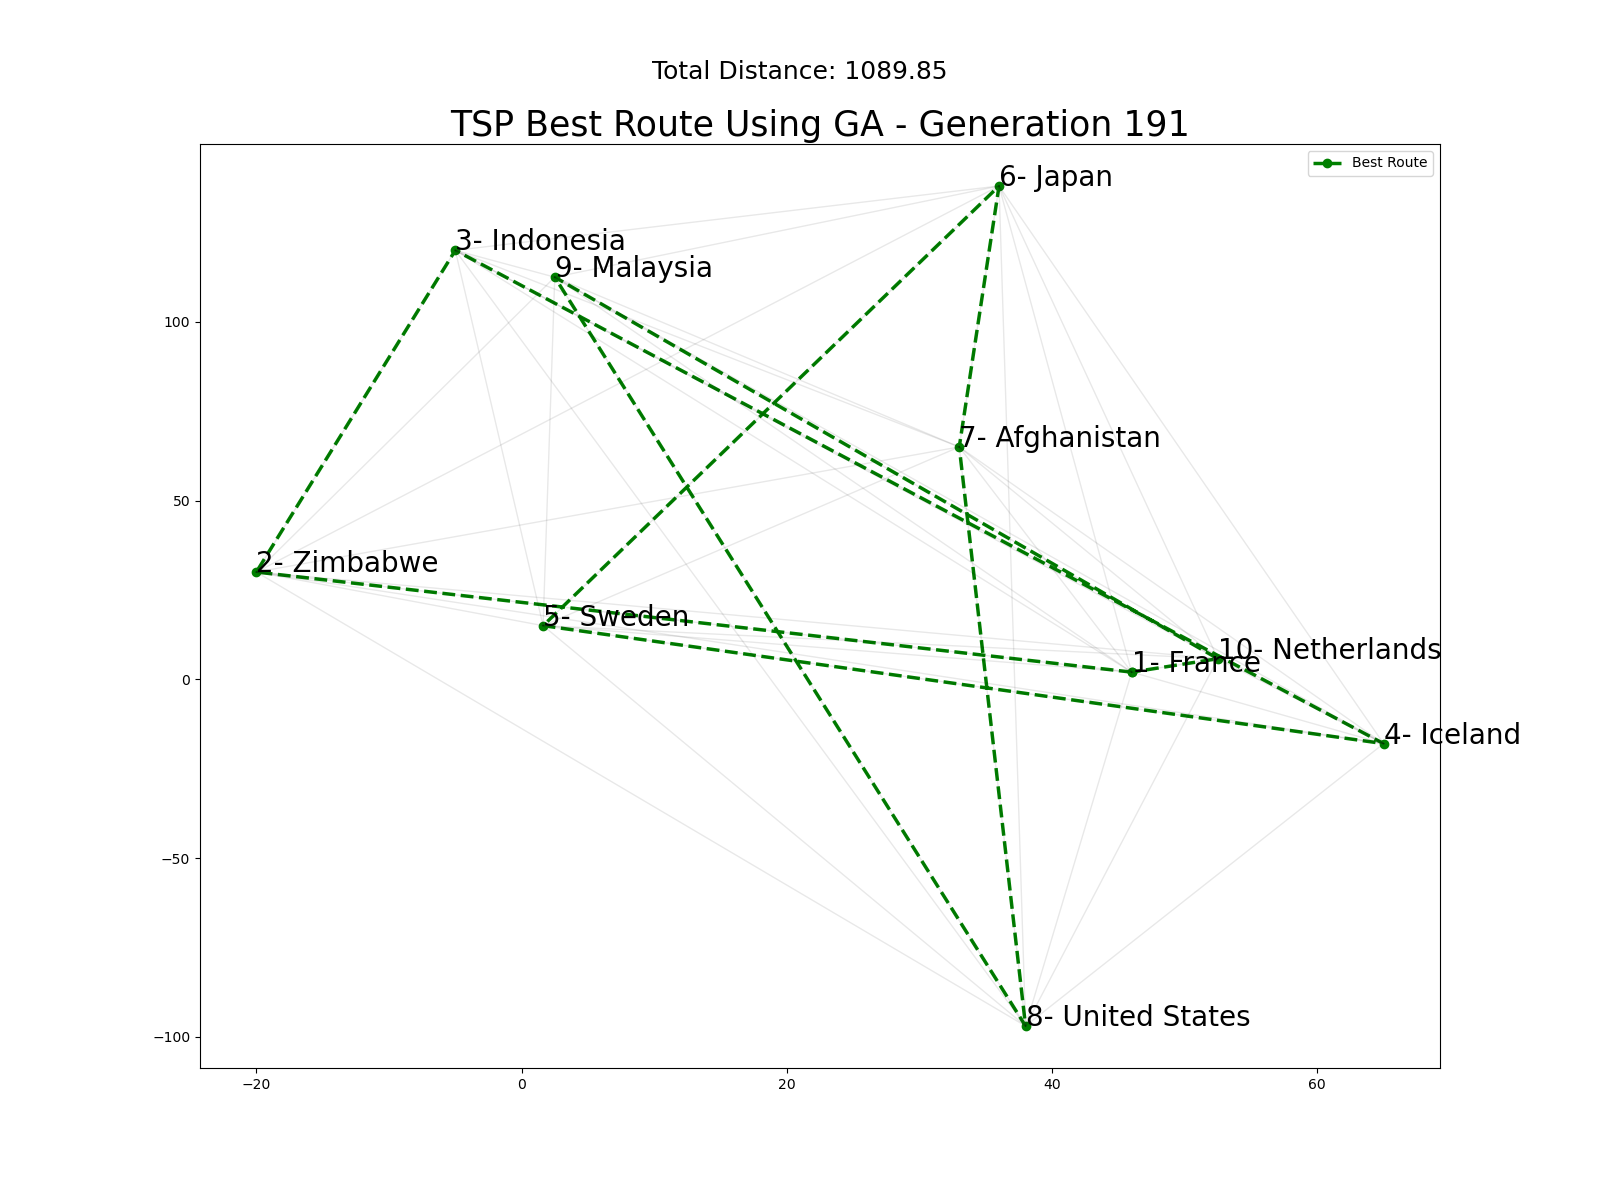 Total Distance: 1089.85
TSP Best Route Using GA - Generation 191
Best Route
6- Japan
3- Indonesia
9- Malaysia
7- Afghanistan
2- Zimbabwe
5- Sweden
10- Netherlands
1- France
4- Iceland
8- United States
100
50
0
−50
−100
−20
0
20
40
60